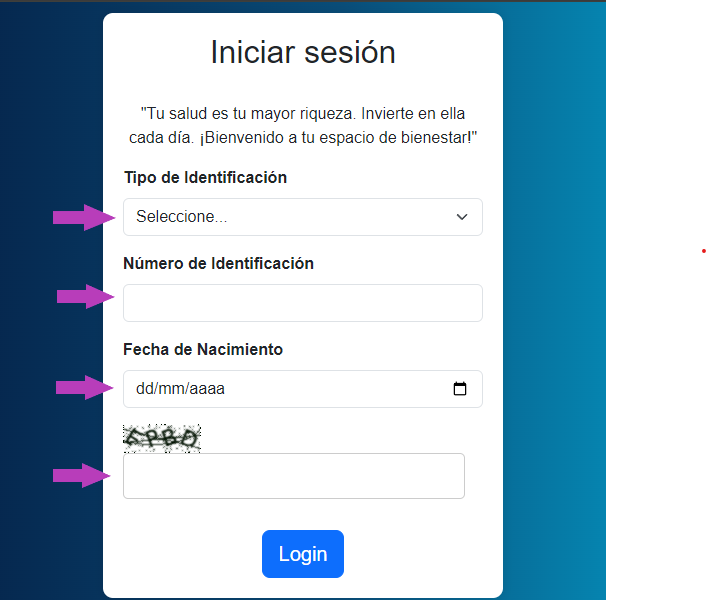 Iniciar sesión
"Tu salud es tu mayor riqueza. Invierte en ella
cada día. ¡Bienvenido a tu espacio de bienestar!"
Tipo de Identificación
Seleccione...
Número de Identificación
Fecha de Nacimiento
dd/mm/aaaa
Login